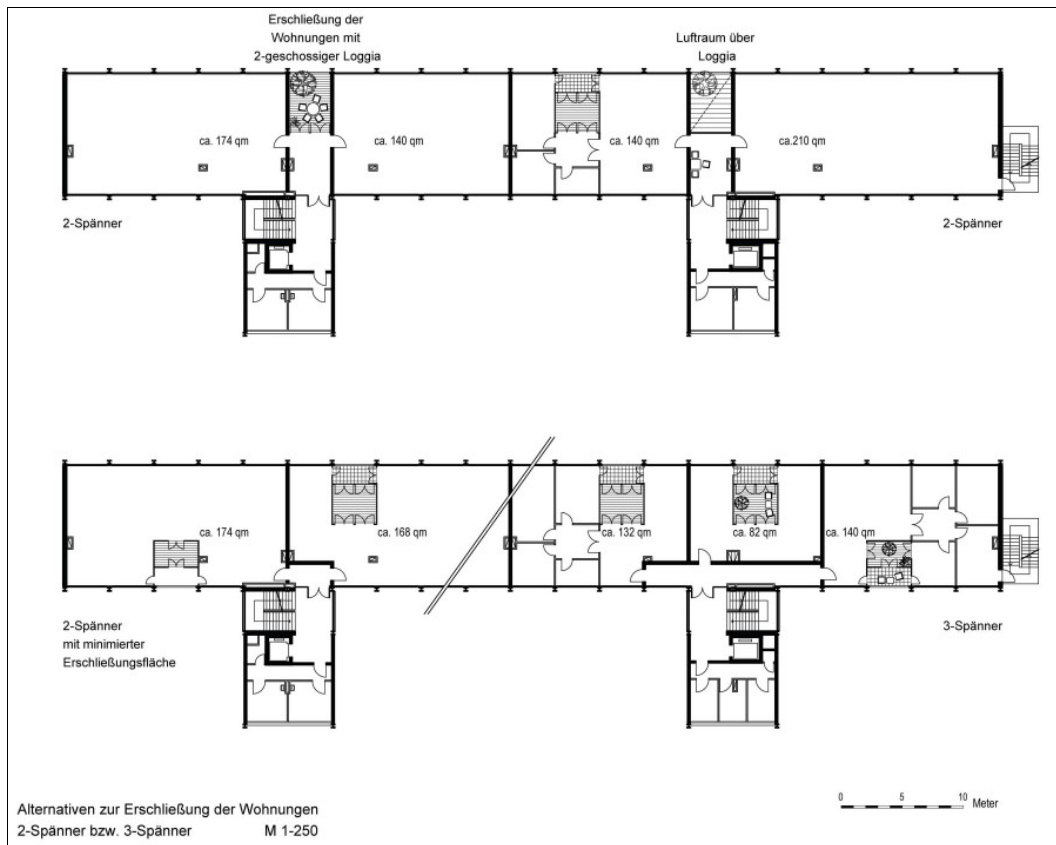 Erschließung der
Wohnungen mit
2-geschossiger Loggia
Luftraum über
Loggia
ca. 174 qm
ca. 140 qm
ca. 140 qm
ca.210 qm
2-Spänner
2-Spänner
ca. 174 qm
ca. 168 qm
ca. 132 qm
ca. 82 qm
ca. 140 qm
2-Spänner
mit minimierter
Erschließungsfläche
3-Spänner
Alternativen zur Erschließung der Wohnungen
2-Spänner bzw. 3-Spänner M 1-250
0 5 10 Meter